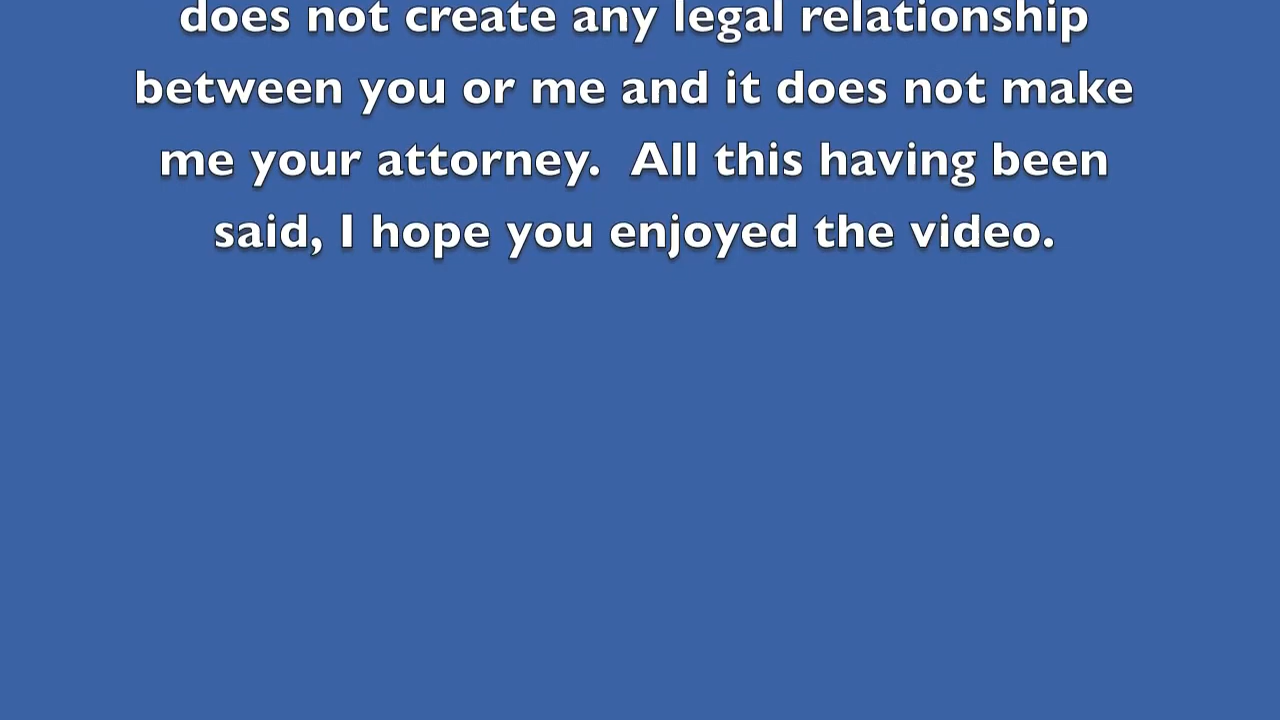 does not create any legal relationship
between you or me and it does not make
me your attorney.  All this having been
said, I hope you enjoyed the video.